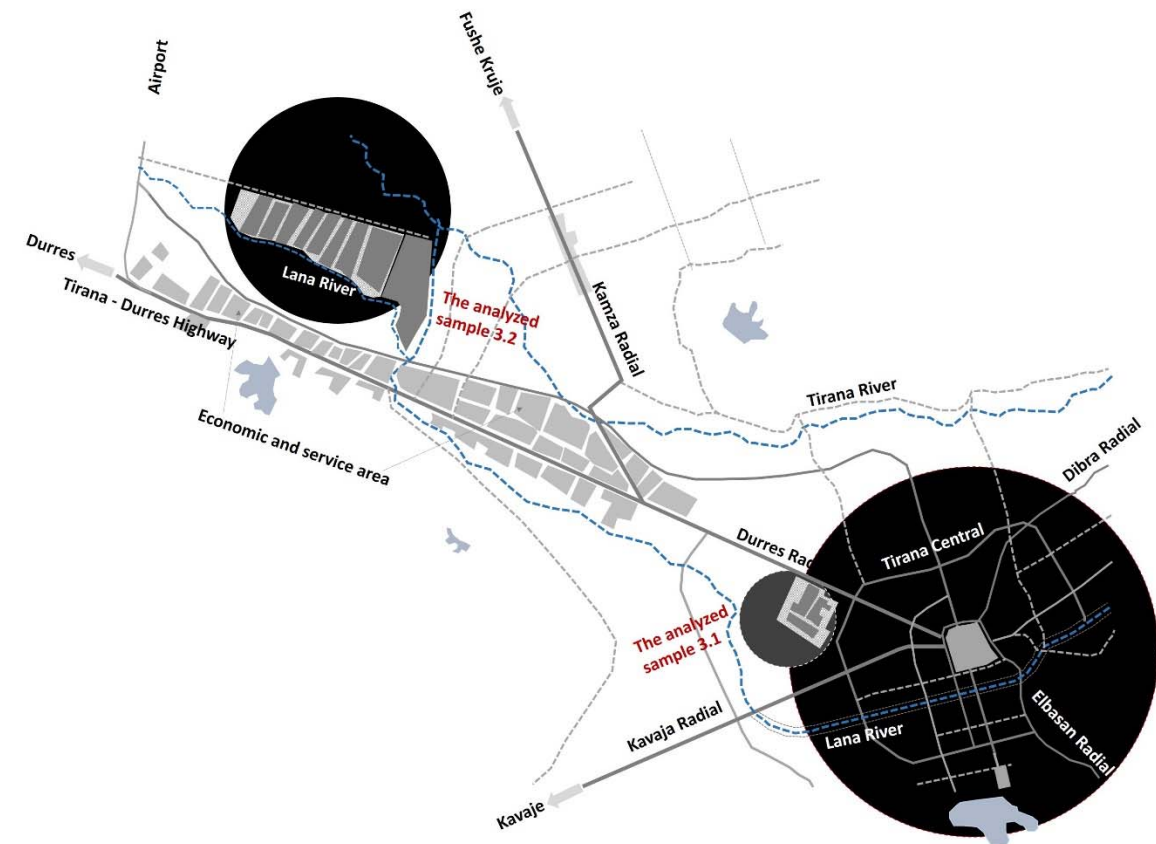 Airport
Fushe Kruje
Durres
Tirana - Durres Highway
Lana River
The analyzed
sample 3.2
Kamza Radial
Economic and service area
Tirana River
Dibra Radial
Durres Rad
Tirana Central
The analyzed
sample 3.1
Kavaja Radial
Lana River
Elbasan Radial
Kavaje